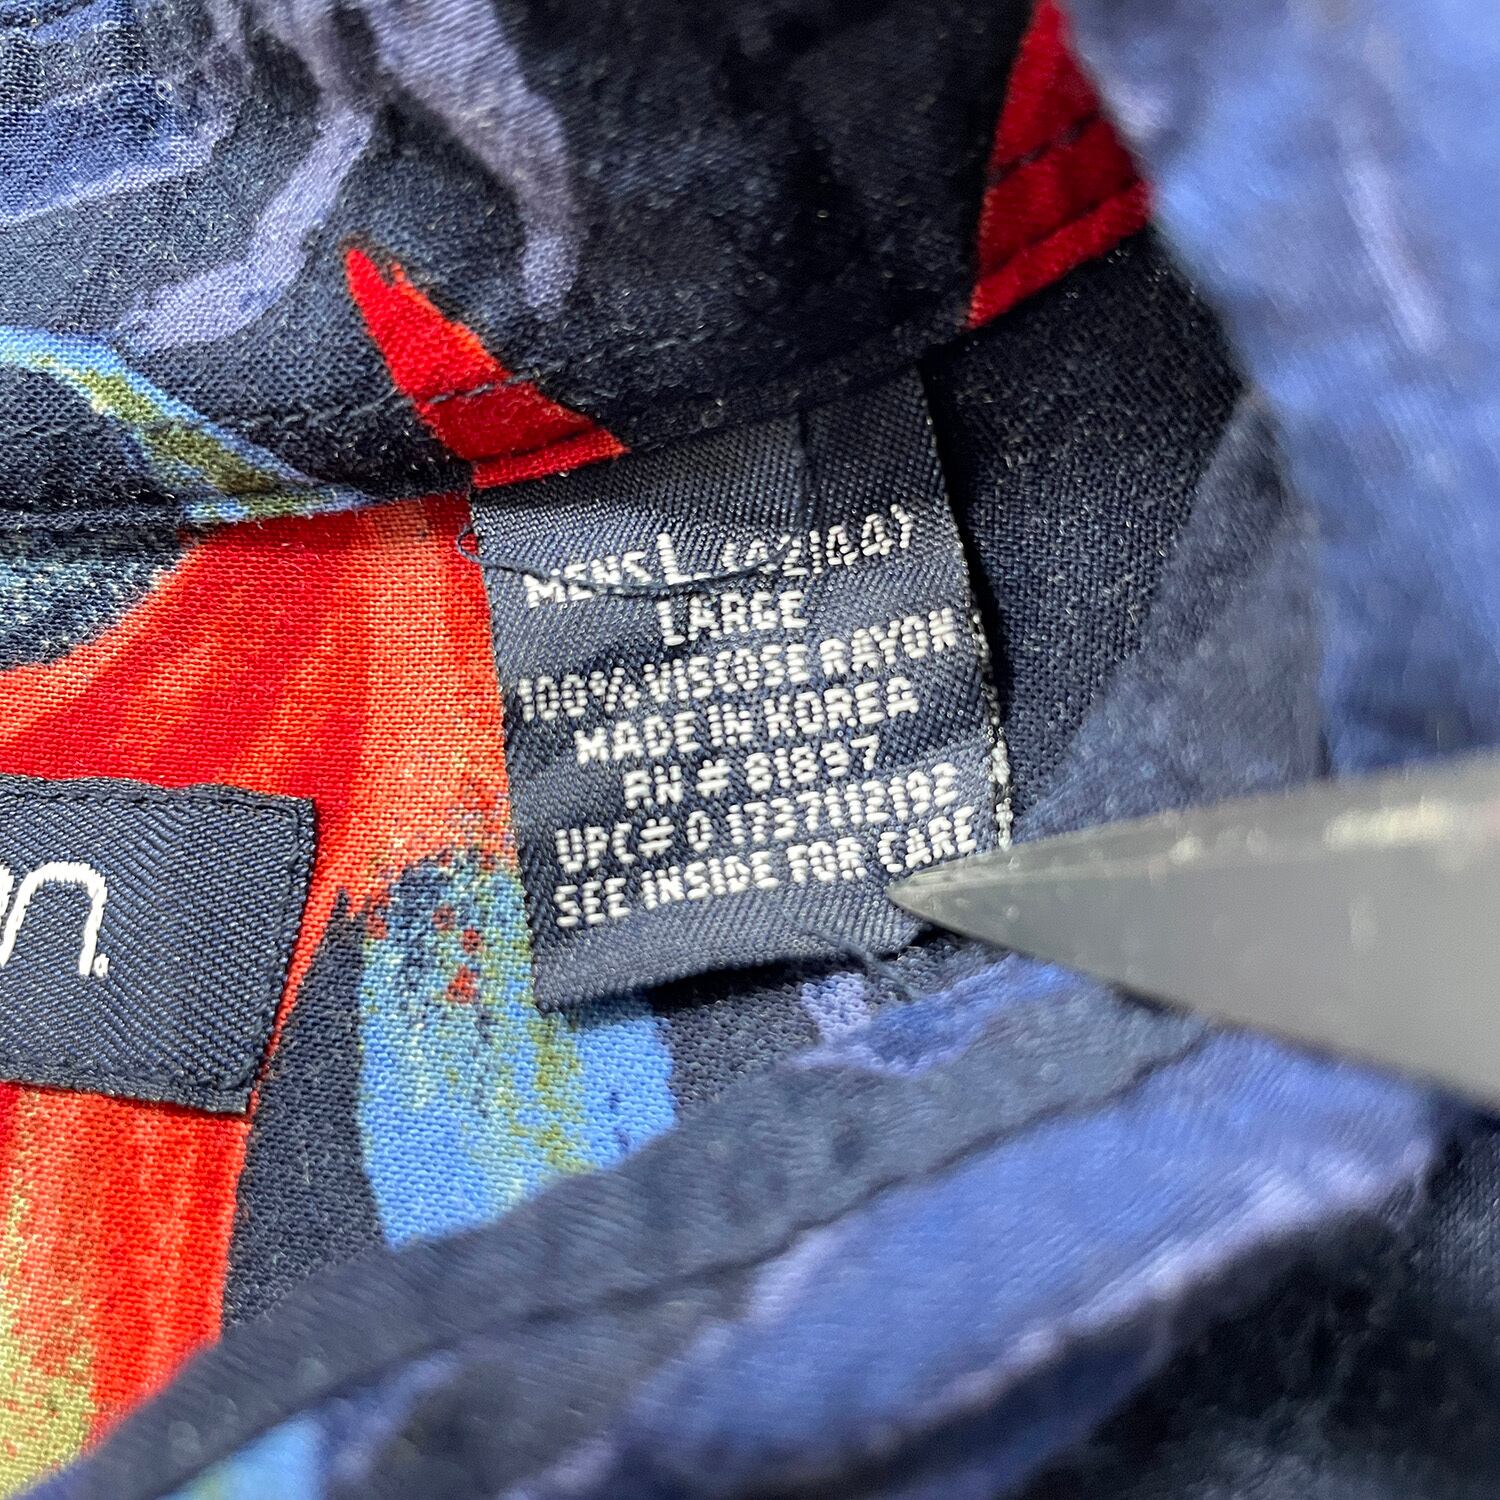 MENS L (42/44)
LARGE
100% VISCOSE RAYON
MADE IN KOREA
RN # 81897
UPC# 0 17371 12192
SEE INSIDE FOR CARE
n.